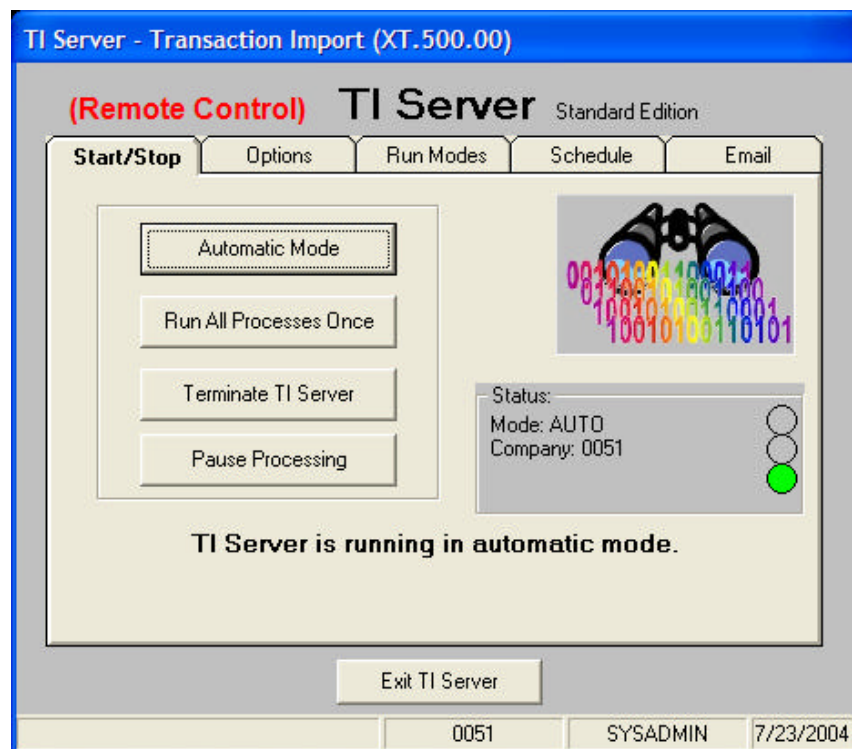 TI Server - Transaction Import (XT.500.00)
(Remote Control) TI Server Standard Edition
Start/Stop Options Run Modes Schedule Email
Automatic Mode
Run All Processes Once
Terminate TI Server
Pause Processing
001010011100011
10010100110101
Status:
Mode: AUTO
Company: 0051
TI Server is running in automatic mode.
Exit TI Server
0051 SYSADMIN 7/23/2004